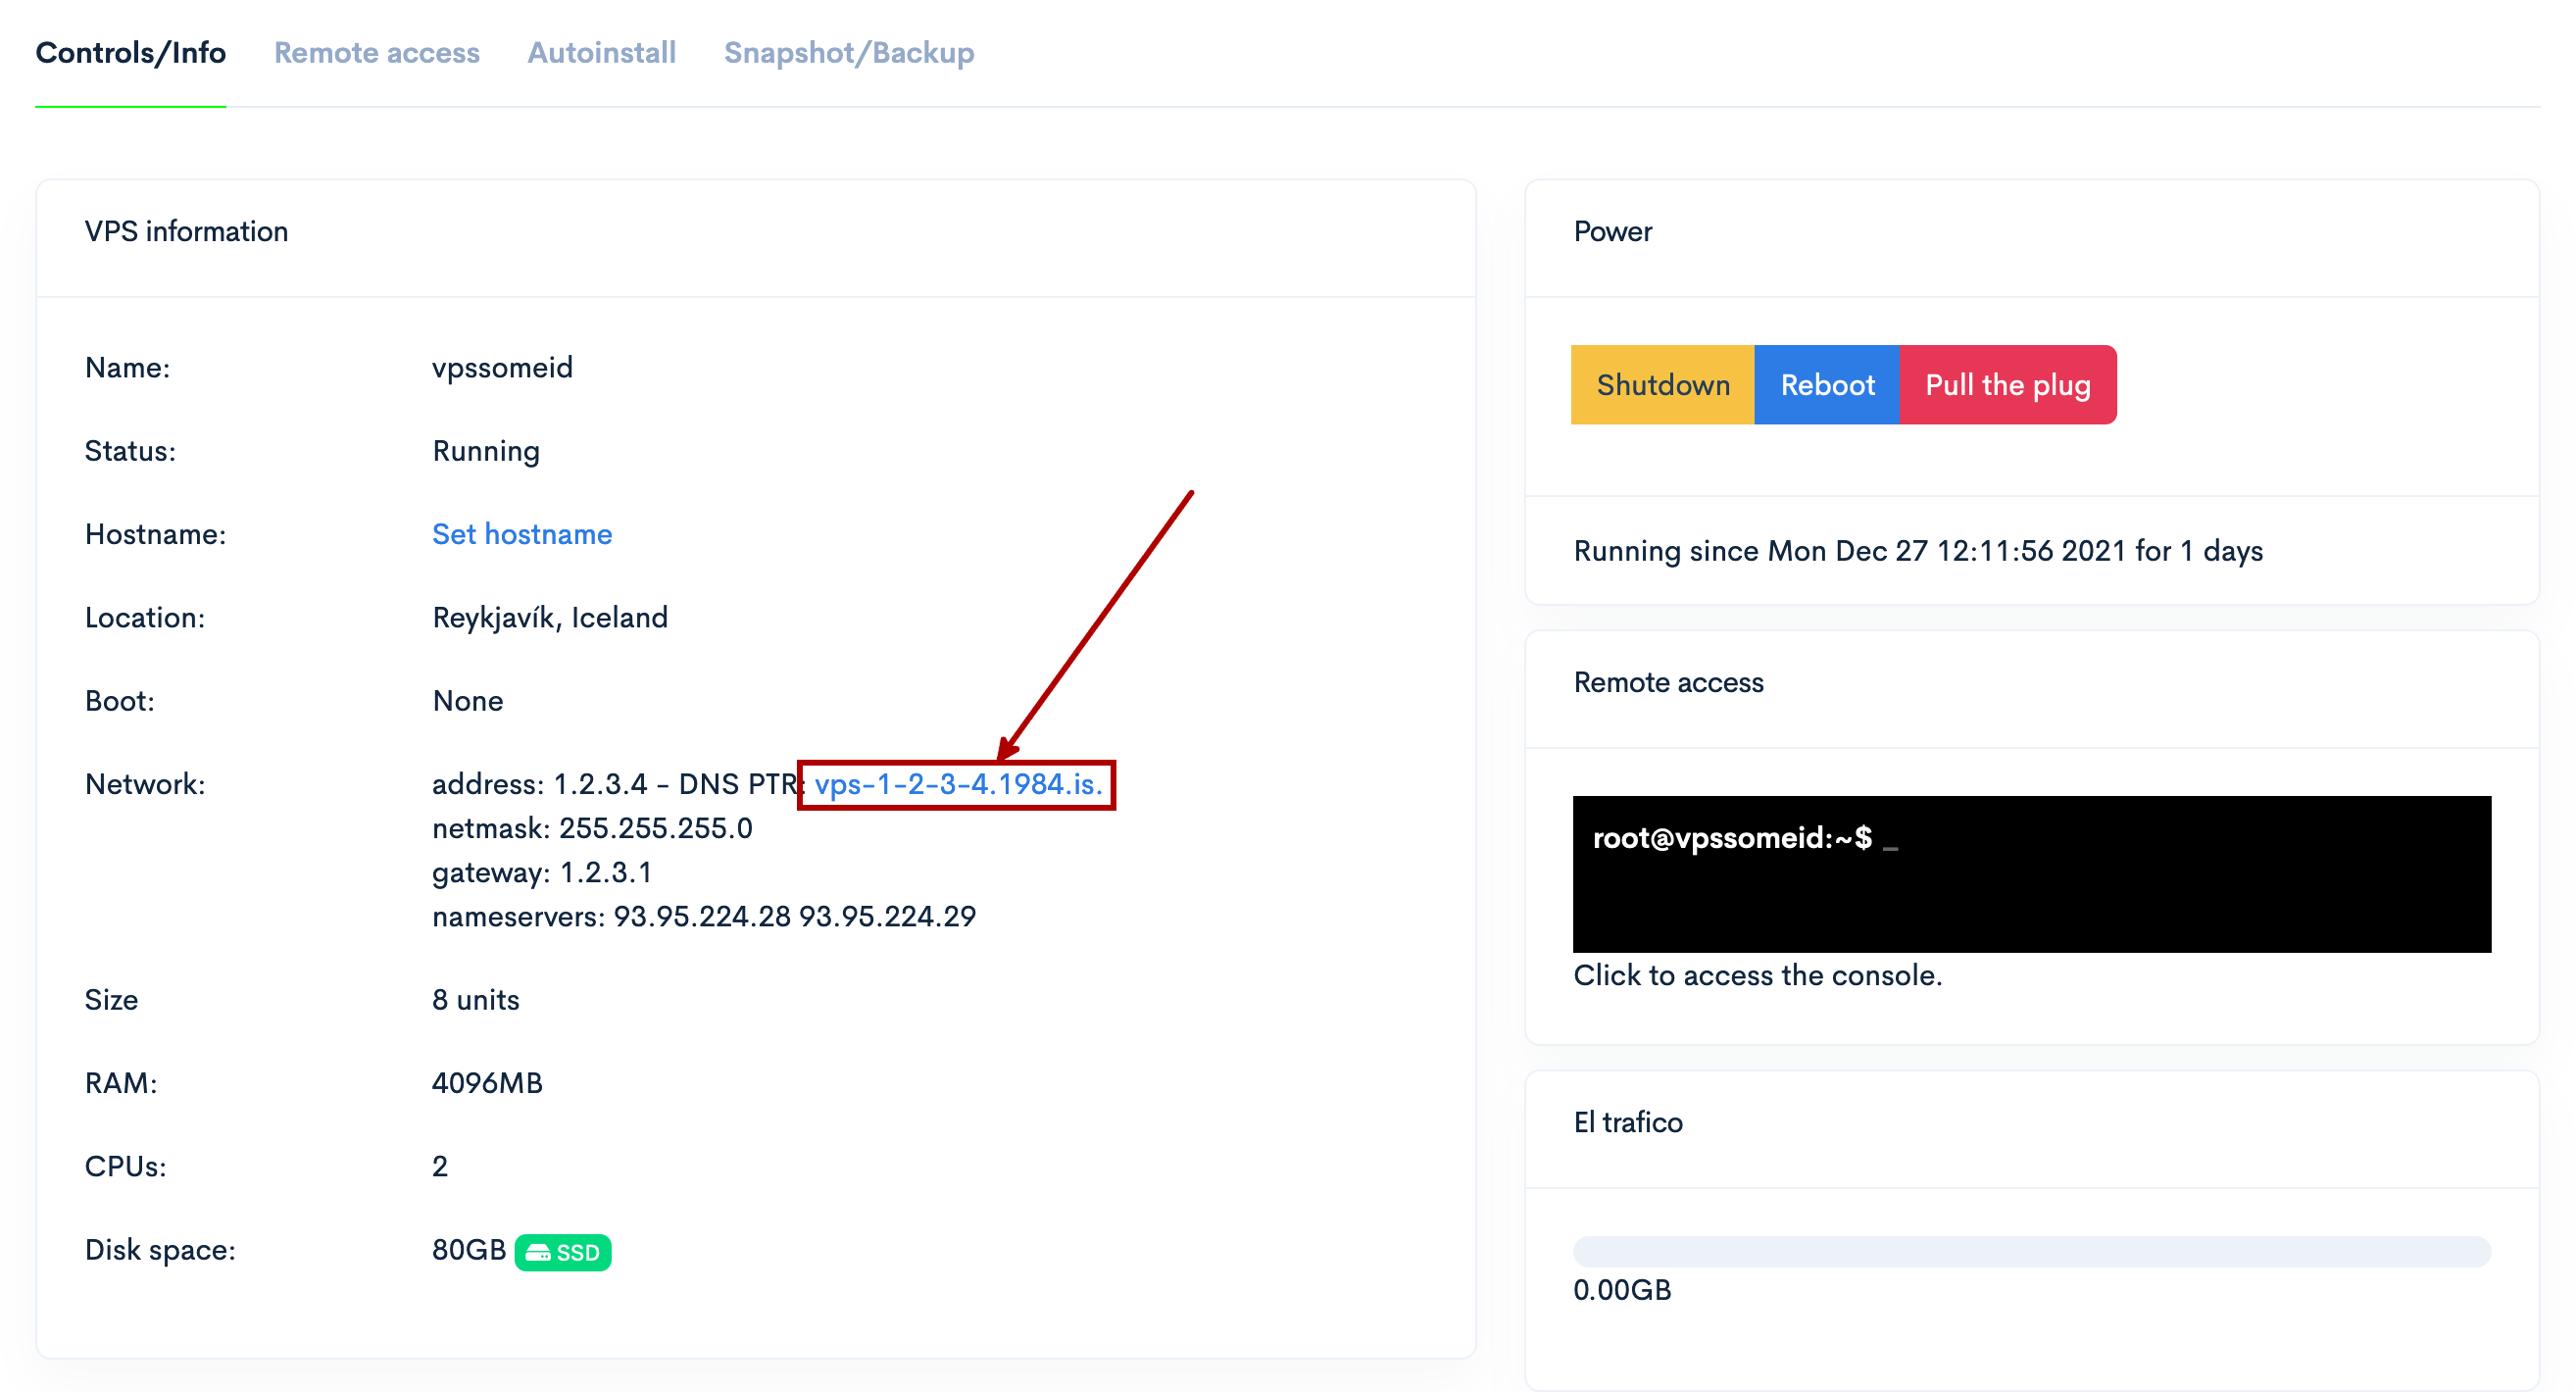 Controls/Info Remote access Autoinstall Snapshot/Backup
VPS information
Name: vpssomeid
Status: Running
Hostname: Set hostname
Location: Reykjavík, Iceland
Boot: None
Network: address: 1.2.3.4 - DNS PTR: vps-1-2-3-4.1984.is.
netmask: 255.255.255.0
gateway: 1.2.3.1
nameservers: 93.95.224.28 93.95.224.29
Size 8 units
RAM: 4096MB
CPUs: 2
Disk space: 80GB SSD
Power
Shutdown Reboot Pull the plug
Running since Mon Dec 27 12:11:56 2021 for 1 days
Remote access
root@vpssomeid:~$ _
Click to access the console.
El trafico
0.00GB